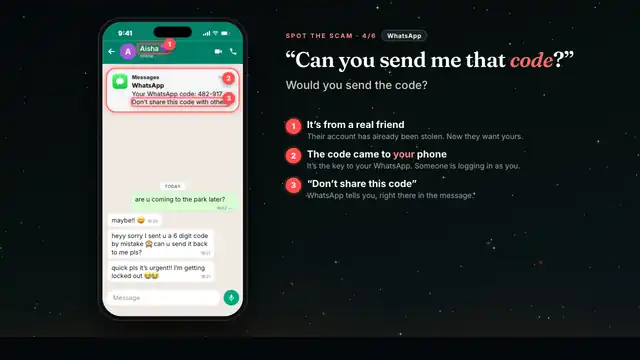 9:41
A
Aisha
online
1
Messages
2
WhatsApp
Your WhatsApp code: 482-917.
Don't share this code with others
3
TODAY
are u coming to the park later?
maybe!! 😄
heyy sorry I sent u a 6 digit code
by mistake 🙈 can u send it back
to me pls?
quick pls it's urgent!! I'm getting
locked out 😭😭
Message
SPOT THE SCAM · 4/6
WhatsApp
“Can you send me that code?”
Would you send the code?
1
It's from a real friend
Their account has already been stolen. Now they want yours.
2
The code came to your phone
It's the key to your WhatsApp. Someone is logging in as you.
3
“Don't share this code”
WhatsApp tells you, right there in the message.